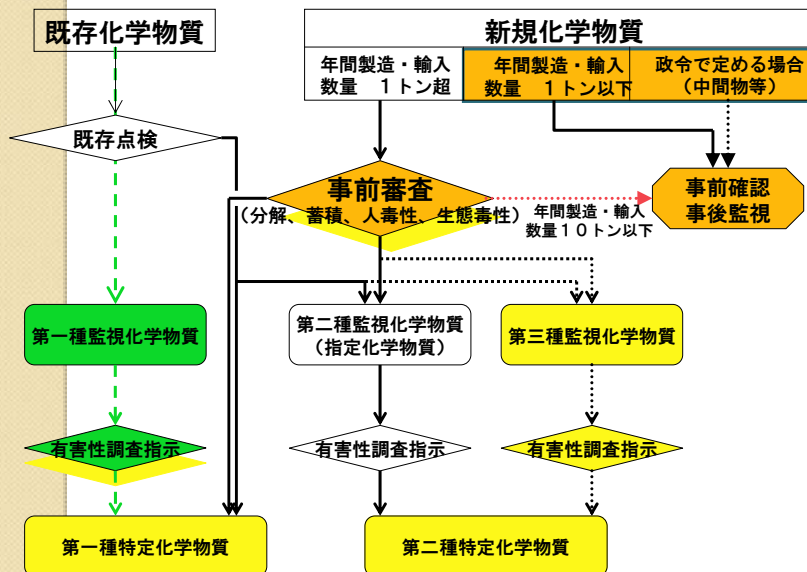 既存化学物質
新規化学物質
年間製造・輸入
数量 1トン超
年間製造・輸入
数量 1トン以下
政令で定める場合
（中間物等）
既存点検
事前審査
（分解、蓄積、人毒性、生態毒性）
年間製造・輸入
数量10トン以下
事前確認
事後監視
第一種監視化学物質
第二種監視化学物質
（指定化学物質）
第三種監視化学物質
有害性調査指示
有害性調査指示
有害性調査指示
第一種特定化学物質
第二種特定化学物質